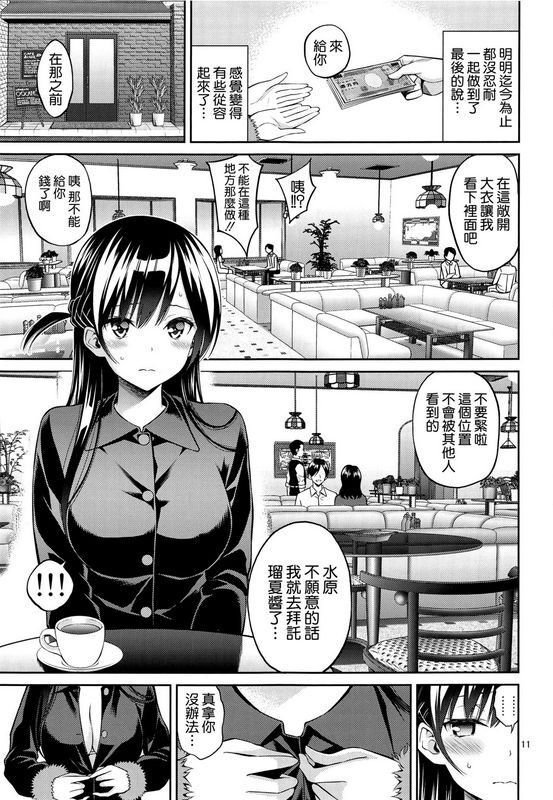 明明迄今為止
都沒忍耐
一起做到了
最後的說…
來
給你
感覺變得
有些從容
起來了…
在那之前
在這敞開
大衣讓我
看下裡面吧
咦!!?
不能在這種
地方那麼做!!
咦 那不能
給你
錢了啊
不要緊啦
這個位置
不會被其他人
看到的
水原
不願意的話
我就去拜託
瑠夏醬了…
!!!
……
真拿你
沒辦法…
11